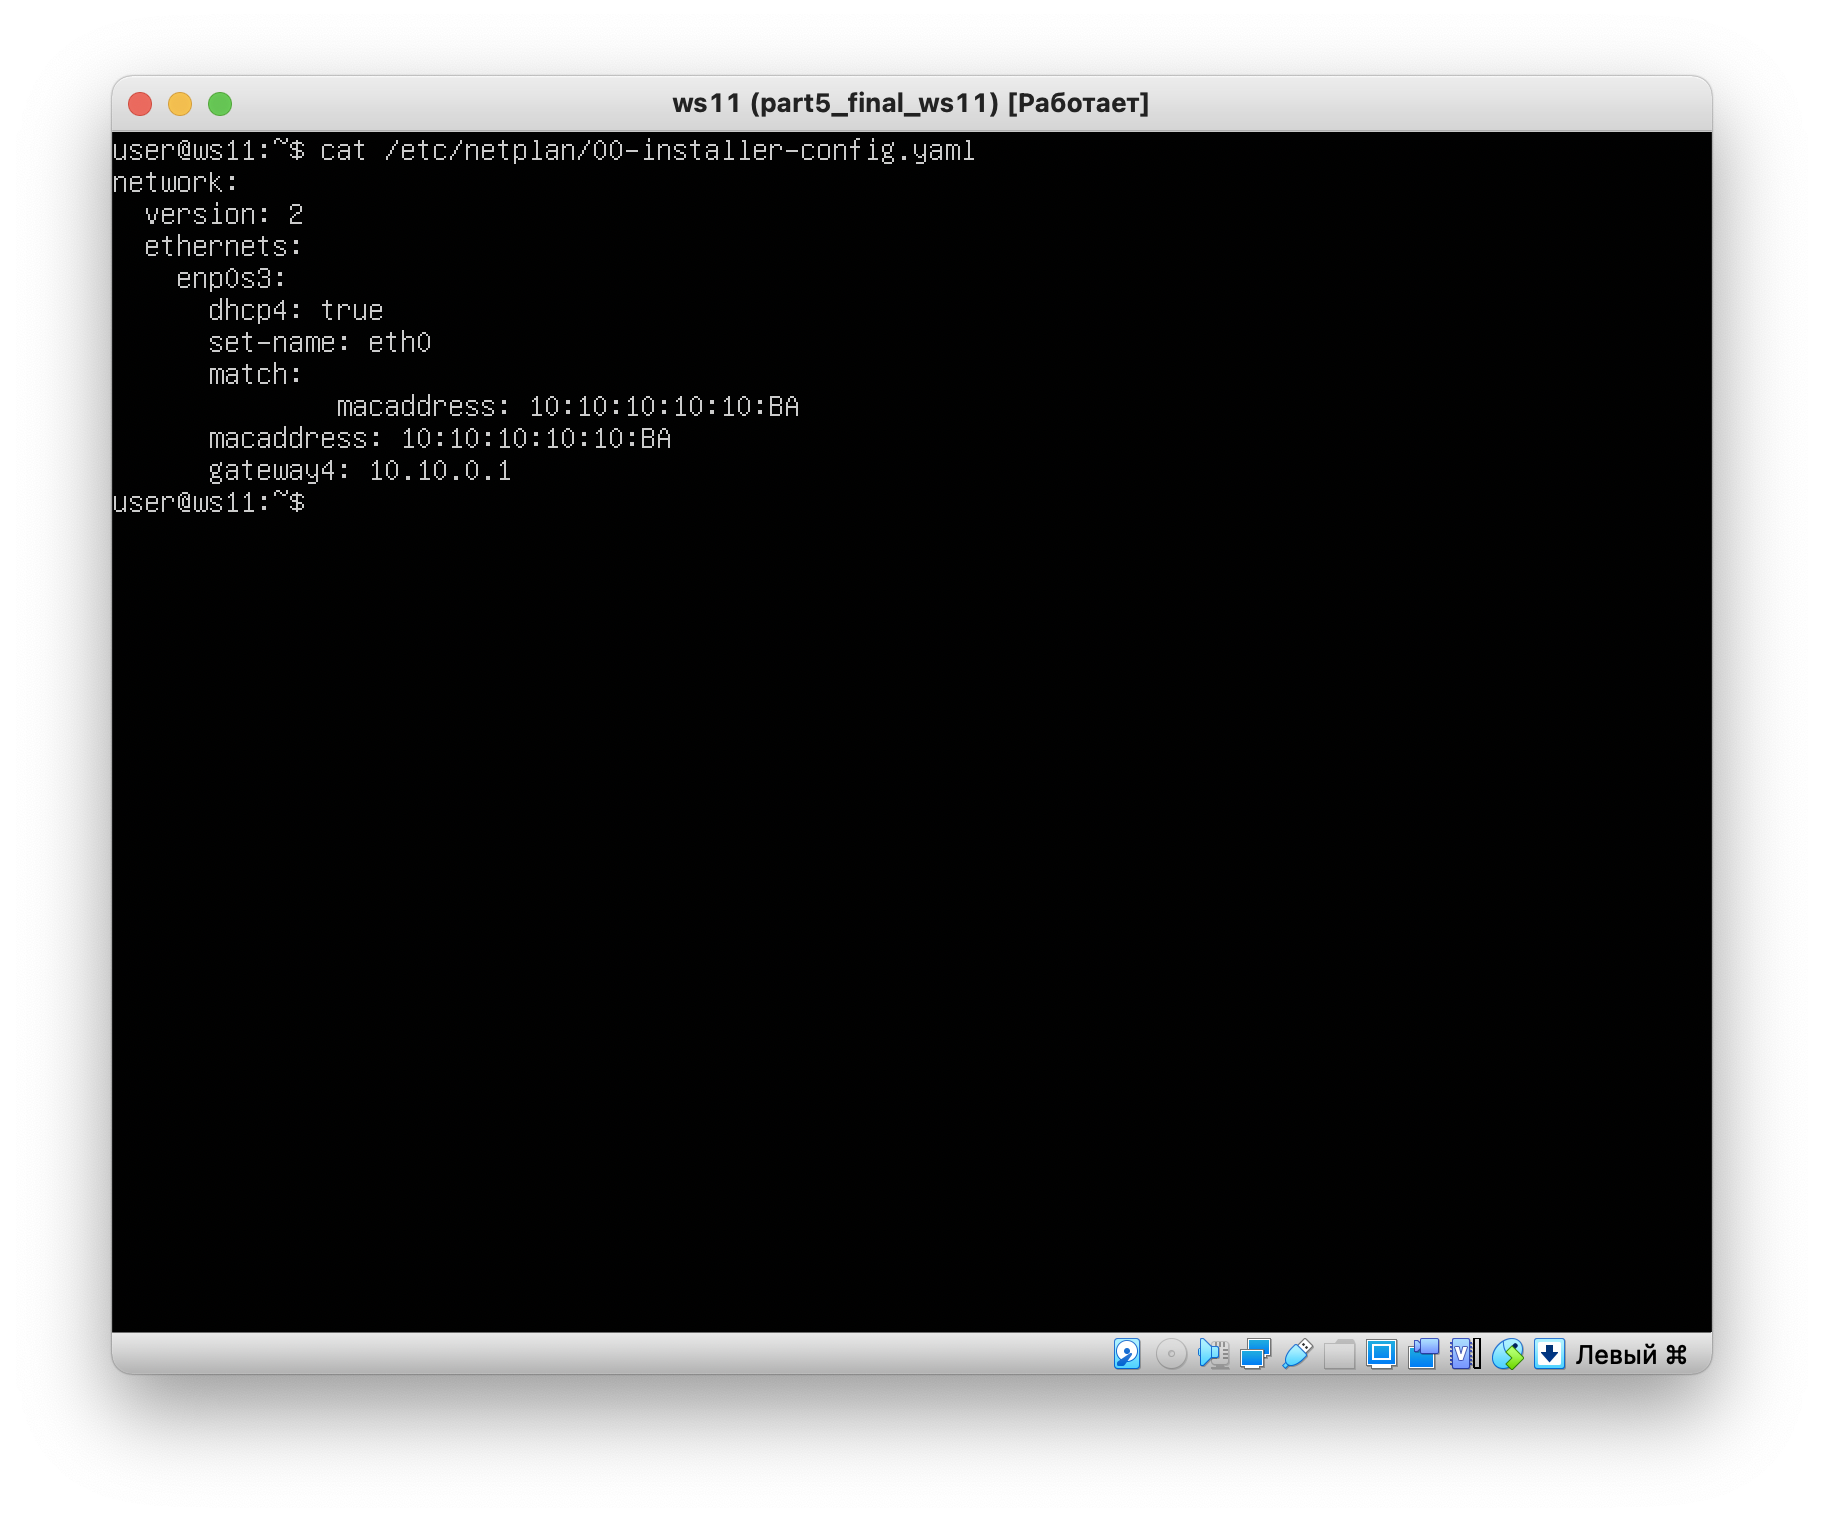 ws11 (part5_final_ws11) [Работает]
user@ws11:~$ cat /etc/netplan/00-installer-config.yaml
network:
  version: 2
  ethernets:
    enp0s3:
      dhcp4: true
      set-name: eth0
      match:
              macaddress: 10:10:10:10:10:BA
      macaddress: 10:10:10:10:10:BA
      gateway4: 10.10.0.1
user@ws11:~$
Левый ⌘